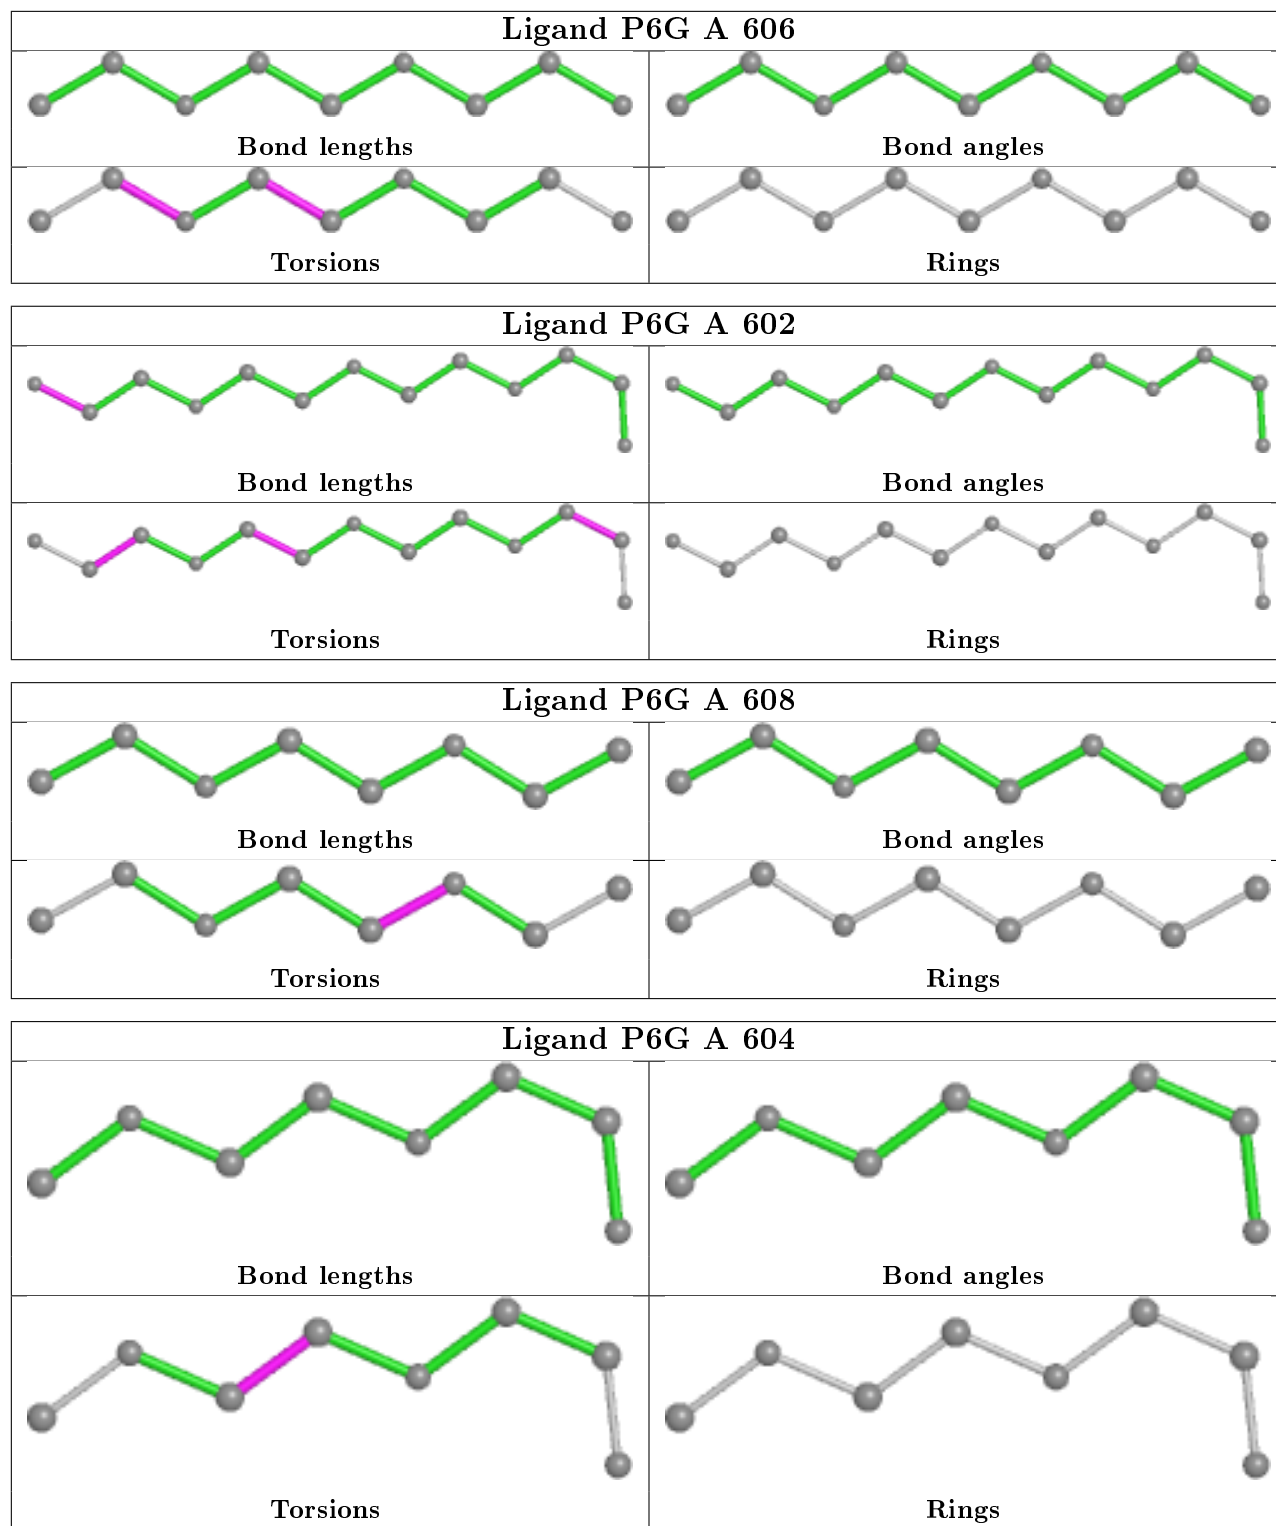 Ligand P6G A 606
Bond lengths
Bond angles
Torsions
Rings
Ligand P6G A 602
Bond lengths
Bond angles
Torsions
Rings
Ligand P6G A 608
Bond lengths
Bond angles
Torsions
Rings
Ligand P6G A 604
Bond lengths
Bond angles
Torsions
Rings